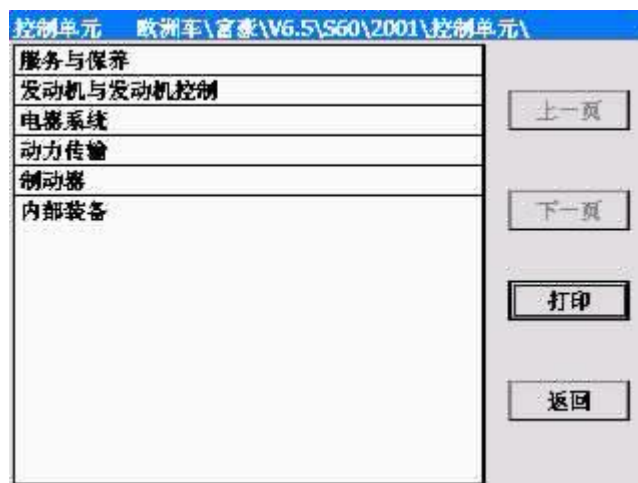 控制单元 欧洲车\富豪\V6.5\S60\2001\控制单元\
服务与保养
发动机与发动机控制
电器系统
动力传输
制动器
内部装备
上一页
下一页
打印
返回